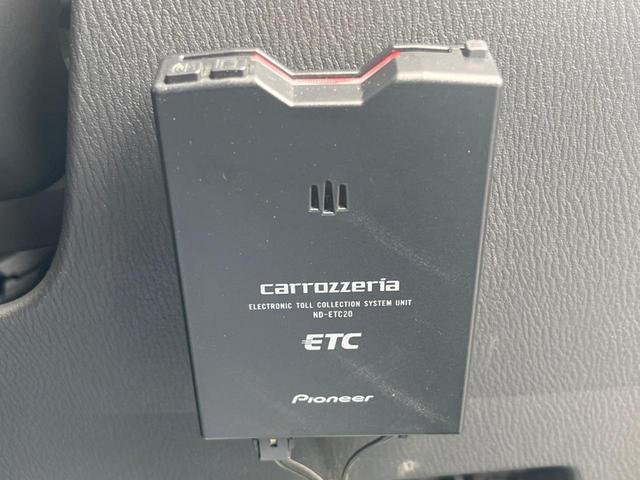 carrozzeria
ELECTRONIC TOLL COLLECTION SYSTEM UNIT
ND-ETC20
ETC
Pioneer